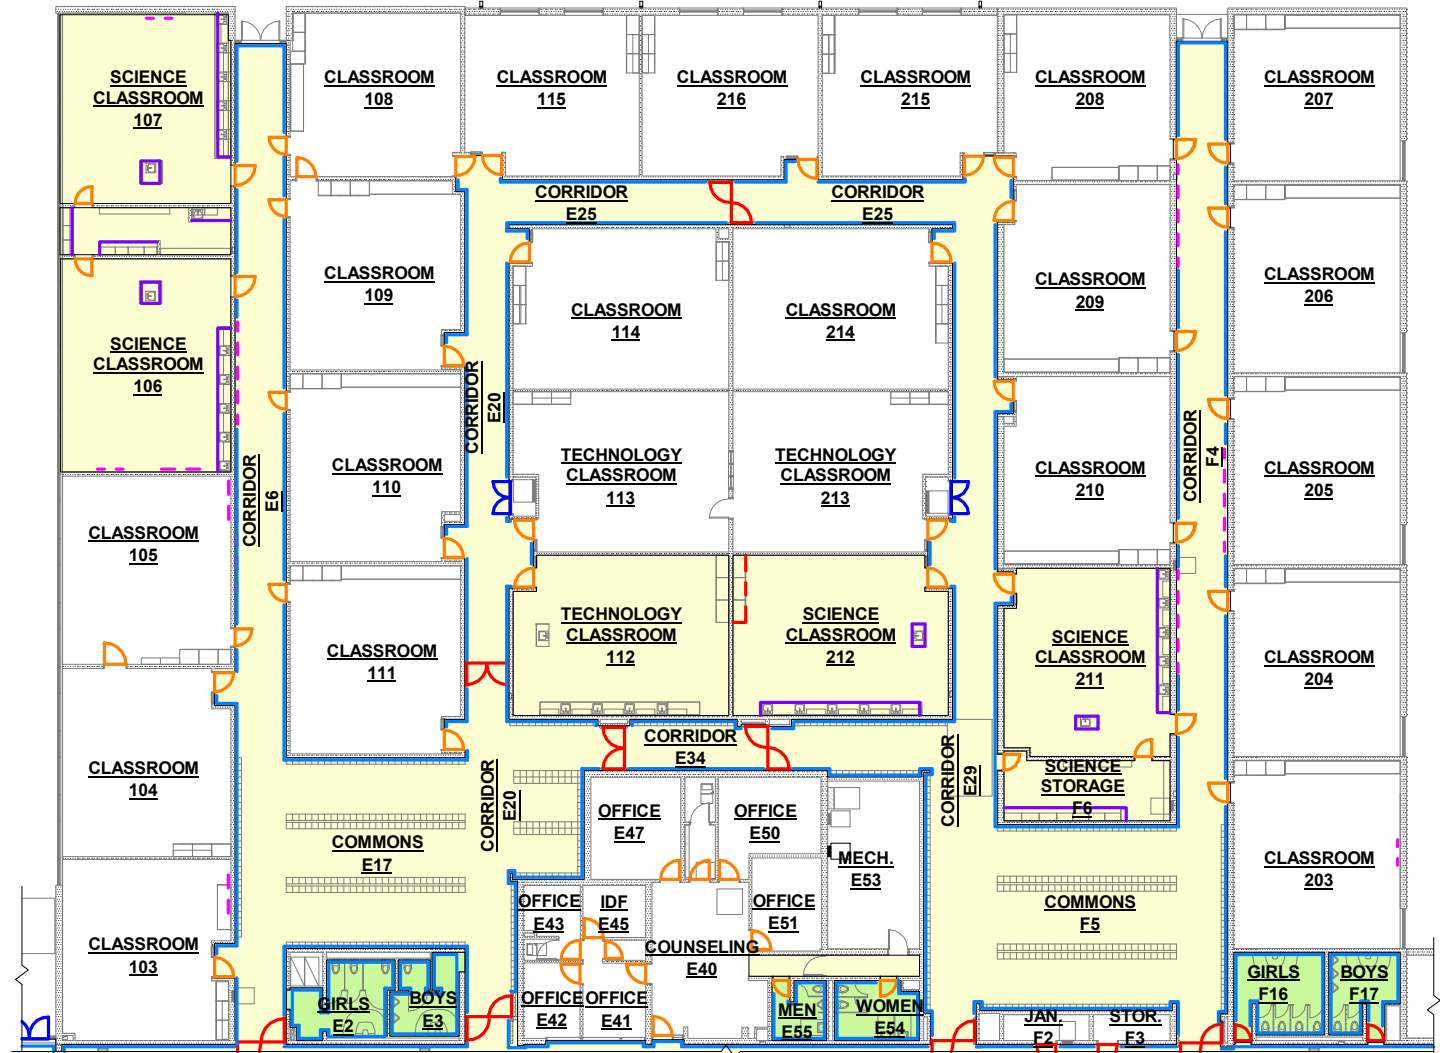 SCIENCE
CLASSROOM
107
CLASSROOM
108
CLASSROOM
115
CLASSROOM
216
CLASSROOM
215
CLASSROOM
208
CLASSROOM
207
CORRIDOR
E25
CORRIDOR
E25
CLASSROOM
109
CLASSROOM
114
CLASSROOM
214
CLASSROOM
209
CLASSROOM
206
SCIENCE
CLASSROOM
106
CORRIDOR
E20
CORRIDOR
E6
CLASSROOM
110
TECHNOLOGY
CLASSROOM
113
TECHNOLOGY
CLASSROOM
213
CLASSROOM
210
CORRIDOR
F4
CLASSROOM
205
CLASSROOM
105
CLASSROOM
111
TECHNOLOGY
CLASSROOM
112
SCIENCE
CLASSROOM
212
SCIENCE
CLASSROOM
211
CLASSROOM
204
CLASSROOM
104
CORRIDOR
E34
CORRIDOR
E20
CORRIDOR
E29
SCIENCE
STORAGE
F6
COMMONS
E17
OFFICE
E47
OFFICE
E50
MECH.
E53
CLASSROOM
203
OFFICE
E43
IDF
E45
OFFICE
E51
COMMONS
F5
CLASSROOM
103
COUNSELING
E40
GIRLS
E2
BOYS
E3
OFFICE
E42
OFFICE
E41
MEN
E55
WOMEN
E54
JAN.
F2
STOR.
F3
GIRLS
F16
BOYS
F17